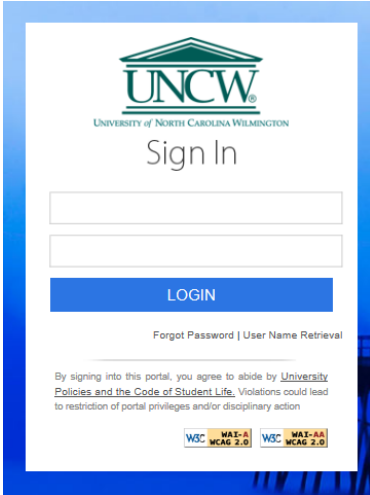 UNCW®
UNIVERSITY of NORTH CAROLINA WILMINGTON
Sign In
LOGIN
Forgot Password | User Name Retrieval
By signing into this portal, you agree to abide by University
Policies and the Code of Student Life. Violations could lead
to restriction of portal privileges and/or disciplinary action
W3C WAI-A WCAG 2.0 W3C WAI-AA WCAG 2.0